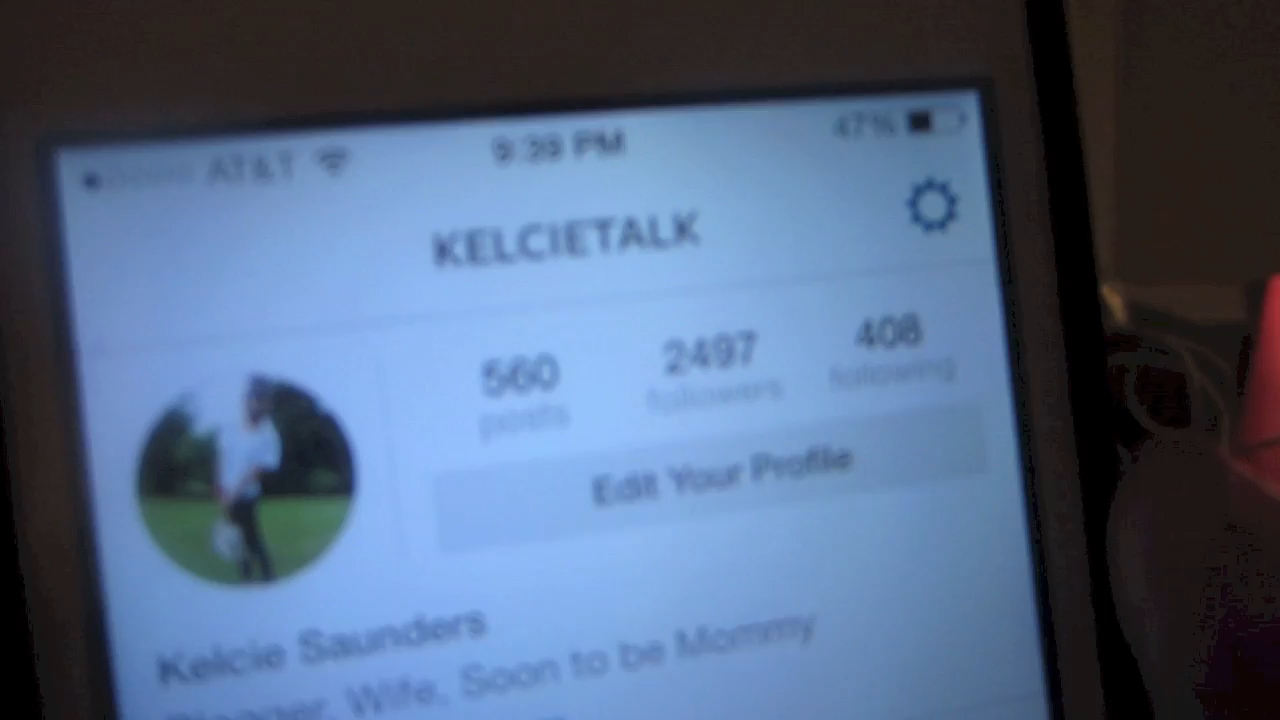 AT&T 9:39 PM 47%
KELCIETALK
560 2497 408
posts followers following
Edit Your Profile
Kelcie Saunders
Blogger, Wife, Soon to be Mommy